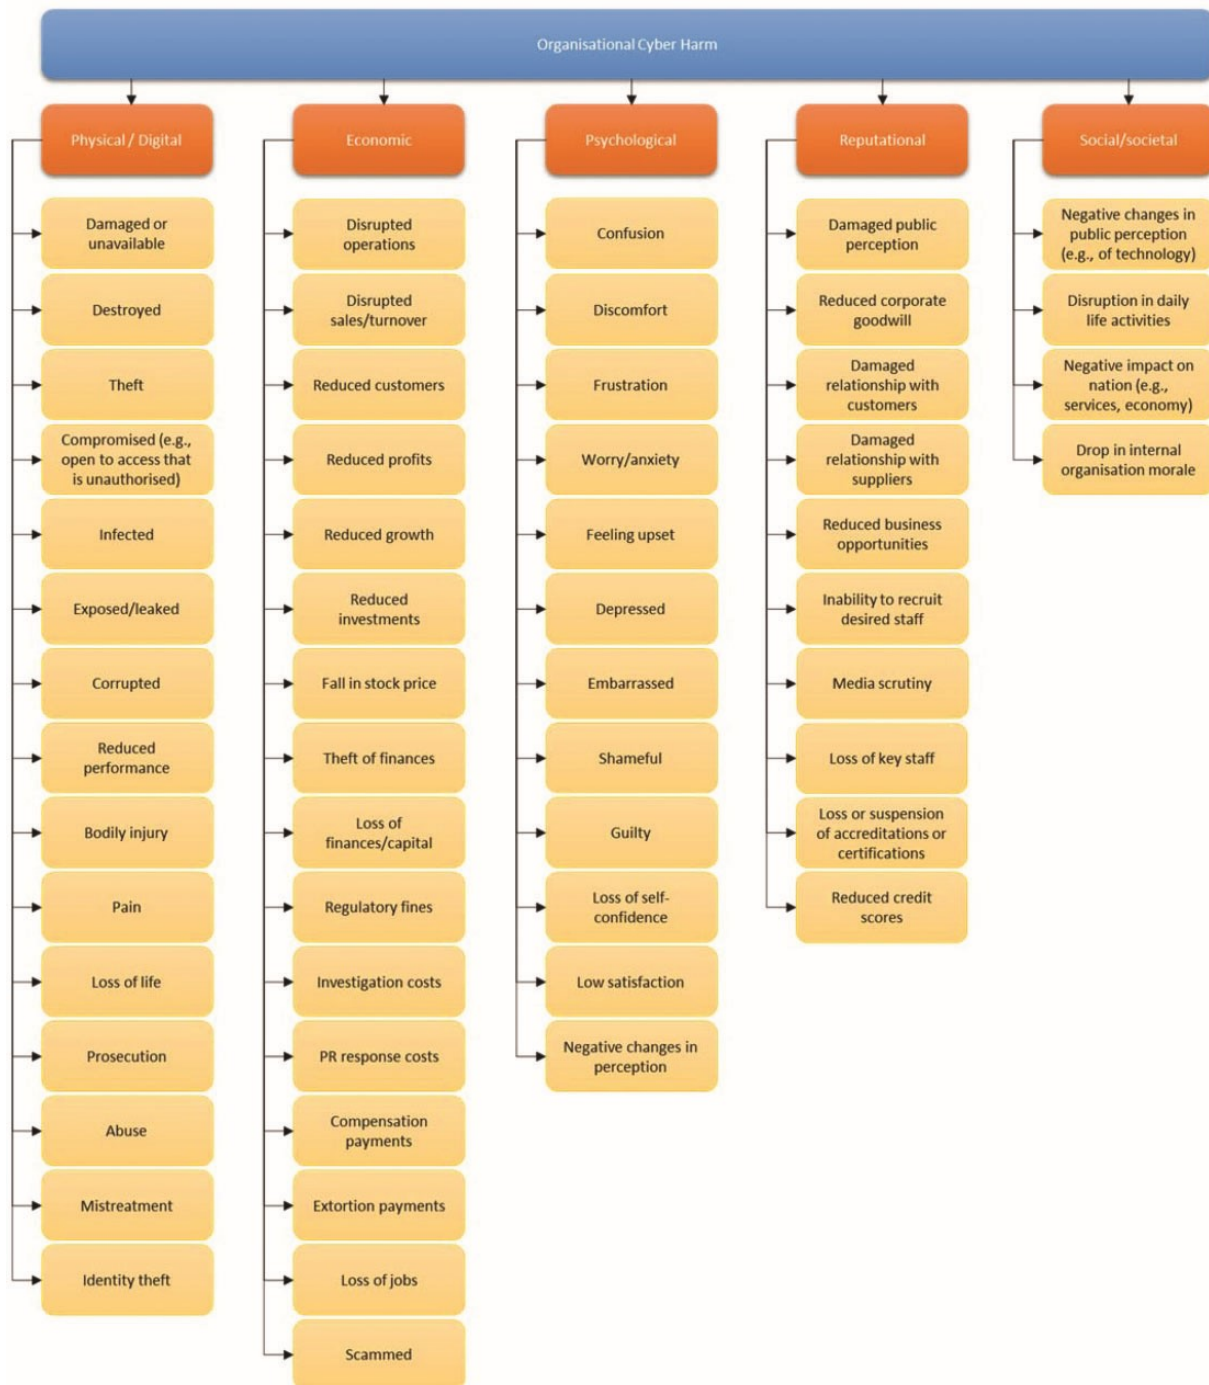 Organisational Cyber Harm
Physical / Digital
Damaged or
unavailable
Destroyed
Theft
Compromised (e.g.,
open to access that
is unauthorised)
Infected
Exposed/leaked
Corrupted
Reduced
performance
Bodily injury
Pain
Loss of life
Prosecution
Abuse
Mistreatment
Identity theft
Economic
Disrupted
operations
Disrupted
sales/turnover
Reduced customers
Reduced profits
Reduced growth
Reduced
investments
Fall in stock price
Theft of finances
Loss of
finances/capital
Regulatory fines
Investigation costs
PR response costs
Compensation
payments
Extortion payments
Loss of jobs
Scammed
Psychological
Confusion
Discomfort
Frustration
Worry/anxiety
Feeling upset
Depressed
Embarrassed
Shameful
Guilty
Loss of self-
confidence
Low satisfaction
Negative changes in
perception
Reputational
Damaged public
perception
Reduced corporate
goodwill
Damaged
relationship with
customers
Damaged
relationship with
suppliers
Reduced business
opportunities
Inability to recruit
desired staff
Media scrutiny
Loss of key staff
Loss or suspension
of accreditations or
certifications
Reduced credit
scores
Social/societal
Negative changes in
public perception
(e.g., of technology)
Disruption in daily
life activities
Negative impact on
nation (e.g.,
services, economy)
Drop in internal
organisation morale